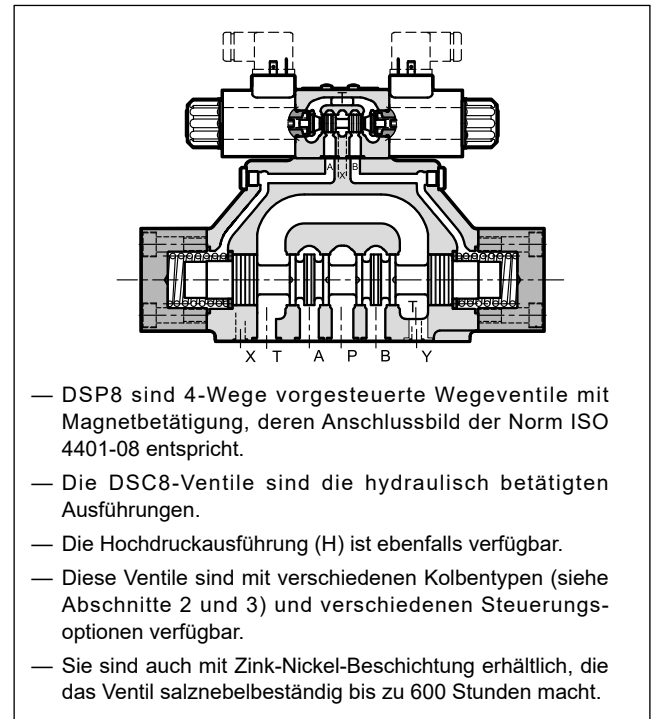 T
A X B
T
X T A P B Y
— DSP8 sind 4-Wege vorgesteuerte Wegeventile mit
Magnetbetätigung, deren Anschlussbild der Norm ISO
4401-08 entspricht.
— Die DSC8-Ventile sind die hydraulisch betätigten
Ausführungen.
— Die Hochdruckausführung (H) ist ebenfalls verfügbar.
— Diese Ventile sind mit verschiedenen Kolbentypen (siehe
Abschnitte 2 und 3) und verschiedenen Steuerungs-
optionen verfügbar.
— Sie sind auch mit Zink-Nickel-Beschichtung erhältlich, die
das Ventil salznebelbeständig bis zu 600 Stunden macht.